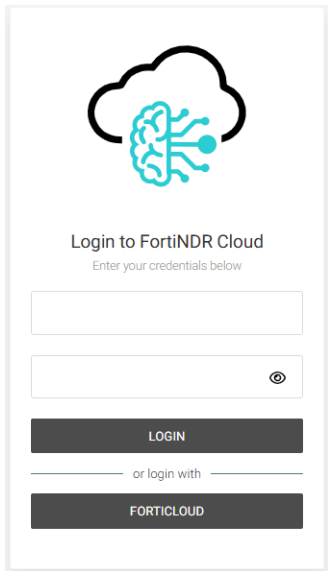 Login to FortiNDR Cloud
Enter your credentials below
LOGIN
or login with
FORTICLOUD